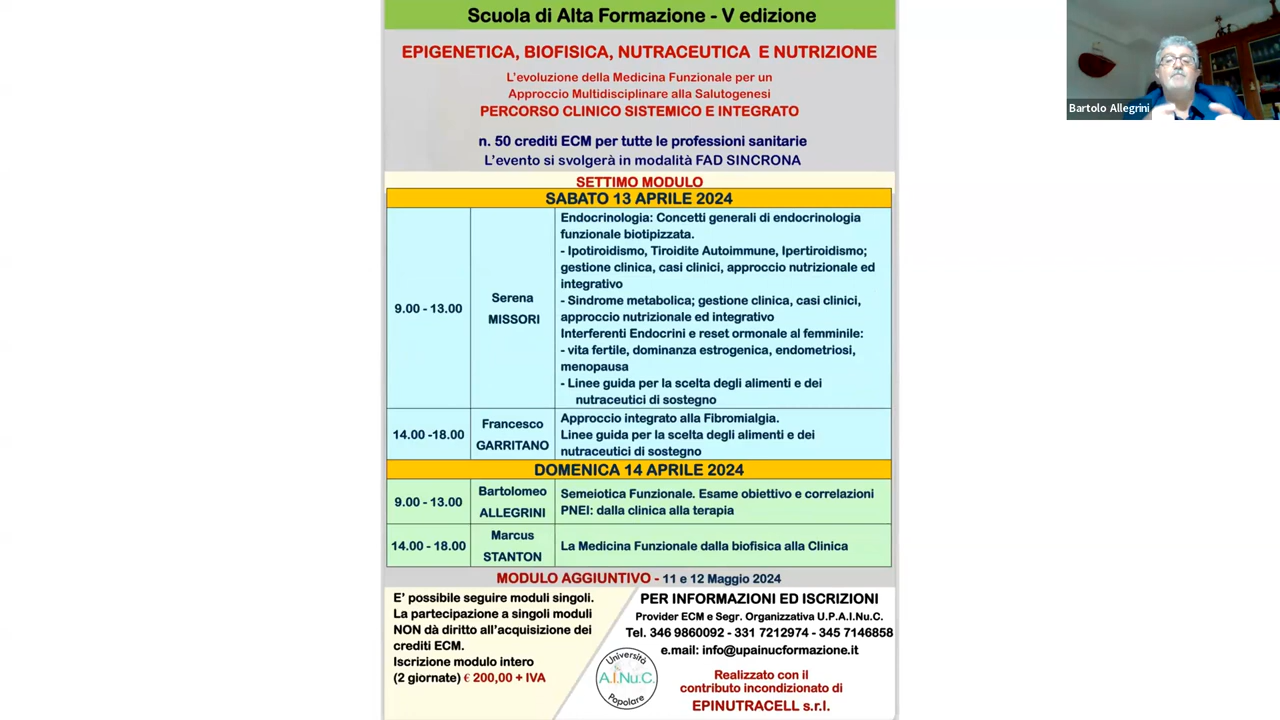 Scuola di Alta Formazione - V edizione
EPIGENETICA, BIOFISICA, NUTRACEUTICA E NUTRIZIONE
L'evoluzione della Medicina Funzionale per un
Approccio Multidisciplinare alla Salutogenesi
PERCORSO CLINICO SISTEMICO E INTEGRATO
n. 50 crediti ECM per tutte le professioni sanitarie
L'evento si svolgerà in modalità FAD SINCRONA
Bartolo Allegrini
SETTIMO MODULO
SABATO 13 APRILE 2024
9.00 - 13.00
Serena
MISSORI
Endocrinologia: Concetti generali di endocrinologia
funzionale biotipizzata.
- Ipotiroidismo, Tiroidite Autoimmune, Ipertiroidismo;
gestione clinica, casi clinici, approccio nutrizionale ed
integrativo
- Sindrome metabolica; gestione clinica, casi clinici,
approccio nutrizionale ed integrativo
Interferenti Endocrini e reset ormonale al femminile:
- vita fertile, dominanza estrogenica, endometriosi,
menopausa
- Linee guida per la scelta degli alimenti e dei
nutraceutici di sostegno
14.00 -18.00
Francesco
GARRITANO
Approccio integrato alla Fibromialgia.
Linee guida per la scelta degli alimenti e dei
nutraceutici di sostegno
DOMENICA 14 APRILE 2024
9.00 - 13.00
Bartolomeo
ALLEGRINI
Semeiotica Funzionale. Esame obiettivo e correlazioni
PNEI: dalla clinica alla terapia
14.00 - 18.00
Marcus
STANTON
La Medicina Funzionale dalla biofisica alla Clinica
MODULO AGGIUNTIVO - 11 e 12 Maggio 2024
E' possibile seguire moduli singoli.
La partecipazione a singoli moduli
NON dà diritto all'acquisizione dei
crediti ECM.
Iscrizione modulo intero
(2 giornate) € 200,00 + IVA
PER INFORMAZIONI ED ISCRIZIONI
Provider ECM e Segr. Organizzativa U.P.A.I.Nu.C.
Tel. 346 9860092 - 331 7212974 - 345 7146858
e.mail: info@upainucformazione.it
Università
A.I.Nu.C.
Popolare
Realizzato con il
contributo incondizionato di
EPINUTRACELL s.r.l.